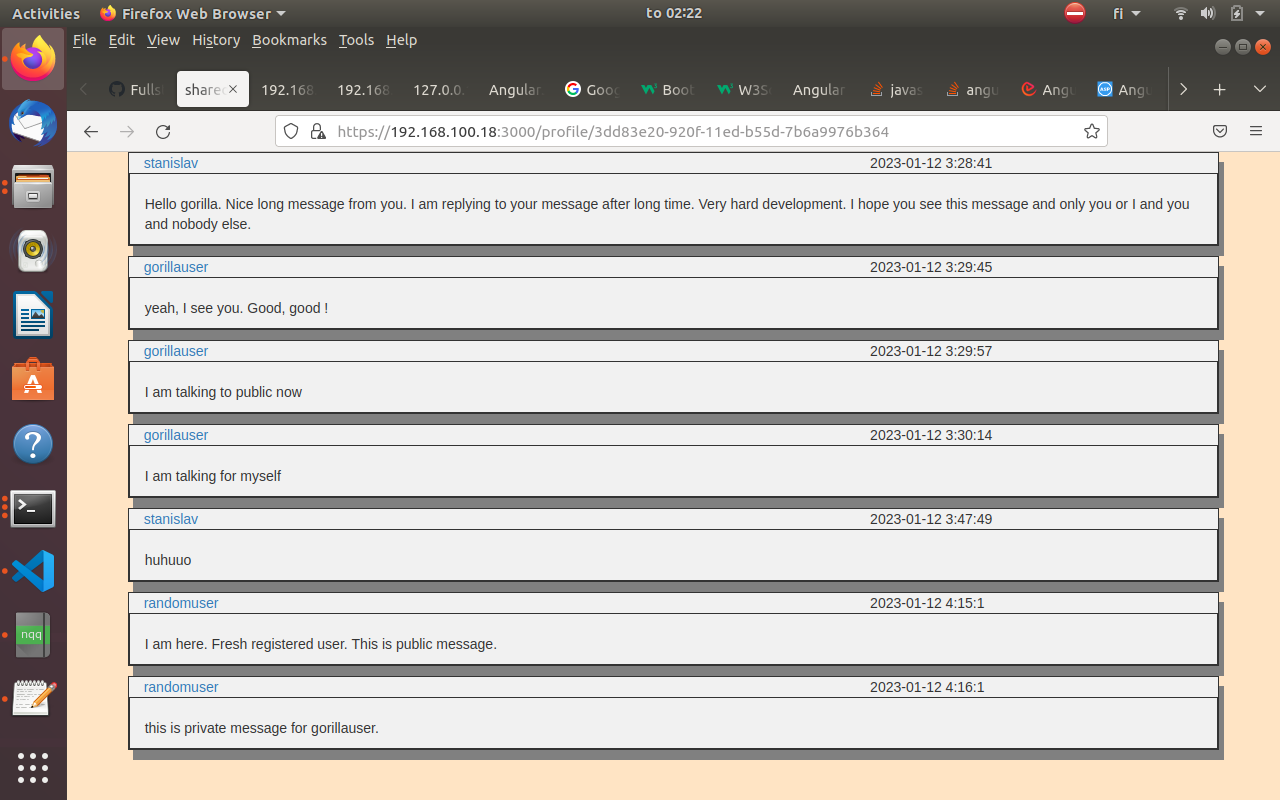 Activities Firefox Web Browser to 02:22 fi
File Edit View History Bookmarks Tools Help
Fulls share 192.168 192.168 127.0.0. Angular Goog Boot W3S Angular javas angu Angu Angu
https://192.168.100.18:3000/profile/3dd83e20-920f-11ed-b55d-7b6a9976b364
stanislav 2023-01-12 3:28:41
Hello gorilla. Nice long message from you. I am replying to your message after long time. Very hard development. I hope you see this message and only you or I and you
and nobody else.
gorillauser 2023-01-12 3:29:45
yeah, I see you. Good, good !
gorillauser 2023-01-12 3:29:57
I am talking to public now
gorillauser 2023-01-12 3:30:14
I am talking for myself
stanislav 2023-01-12 3:47:49
huhuuo
randomuser 2023-01-12 4:15:1
I am here. Fresh registered user. This is public message.
randomuser 2023-01-12 4:16:1
this is private message for gorillauser.
nqq